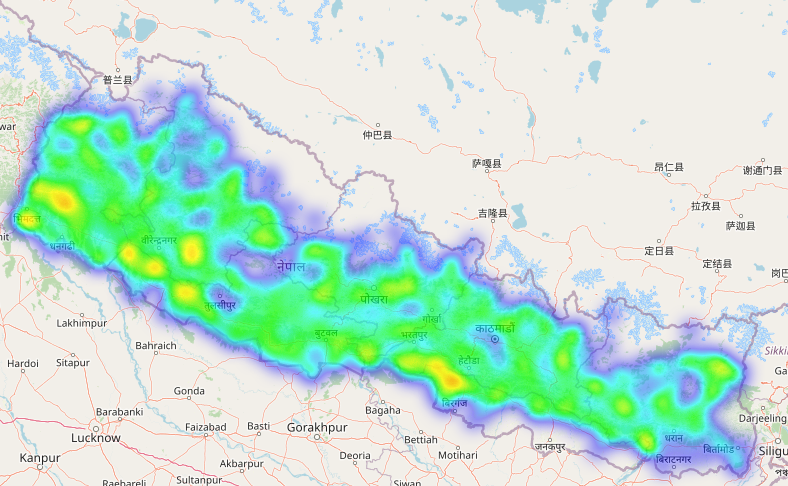 普兰县
war
仲巴县
萨嘎县
昂仁县
谢通门县
拉孜县
吉隆县
萨迦县
भिमदत्त
वीरेन्द्रनगर
定日县
nit
धनगढी
नेपाल
定结县
岗巴
पोखरा
तुलसीपुर
गोर्खा
काठमाडौं
Lakhimpur
बुटवल
भरतपुर
Bahraich
Sikki
हेटौंडा
Hardoi
Sitapur
Ga
Gonda
बिरगंज
Bagaha
Barabanki
Faizabad
Basti
Gorakhpur
Darjeeling
Lucknow
Bettiah
धरान
जनकपुर
बिर्तामोड
Siligu
Kanpur
Akbarpur
Deoria
Motihari
बिराटनगर
Raebareli
Sultanpur
Siwan